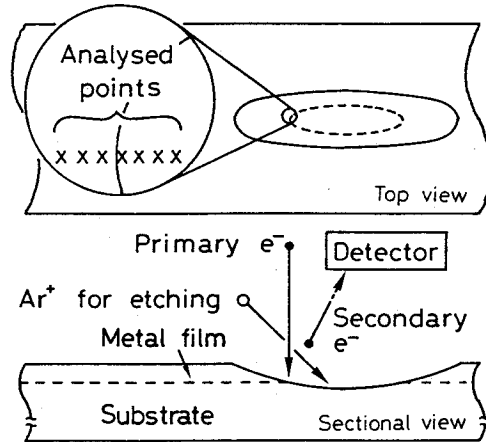 Analysed
points
x x x x x x x
Top view
Primary e⁻
Detector
Ar⁺ for etching
Secondary
e⁻
Metal film
Substrate
Sectional view